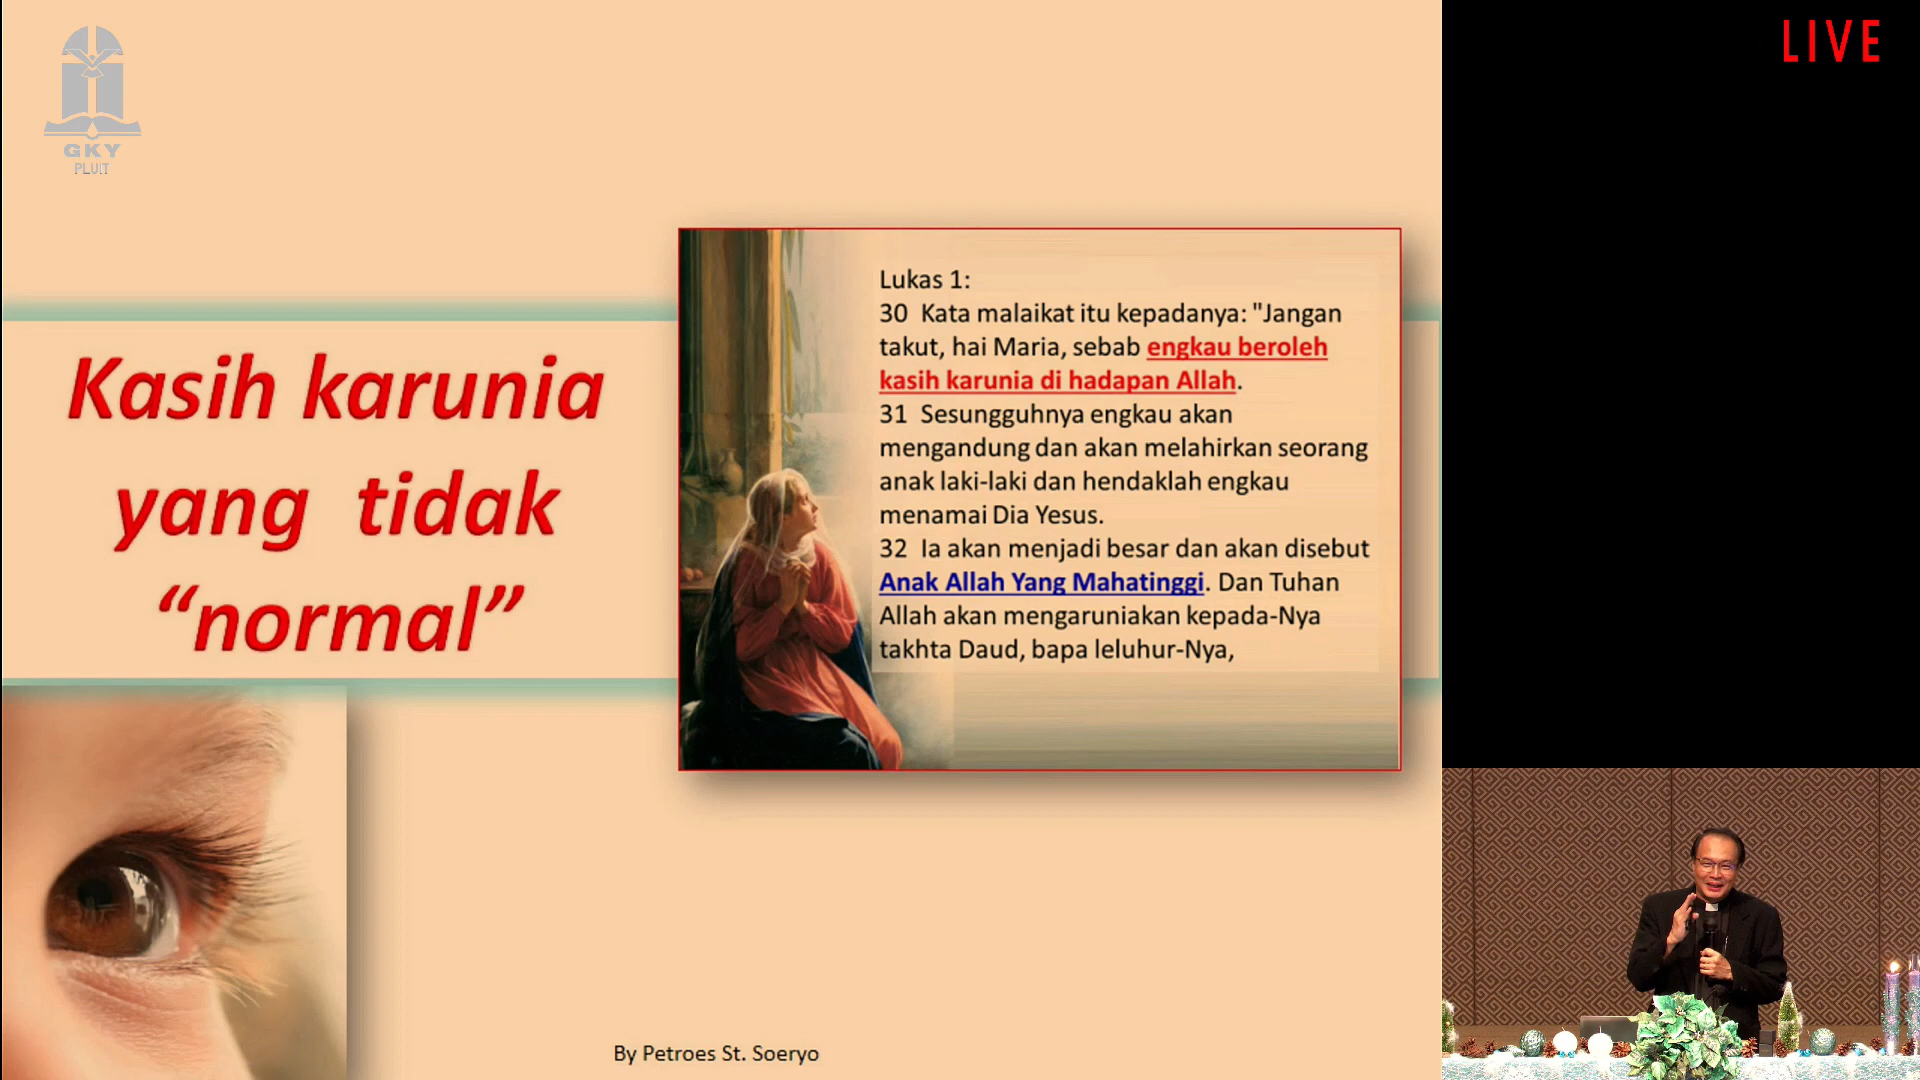 GKY
PLUIT
LIVE
Kasih karunia
yang tidak
“normal”
Lukas 1:
30 Kata malaikat itu kepadanya: "Jangan
takut, hai Maria, sebab engkau beroleh
kasih karunia di hadapan Allah.
31 Sesungguhnya engkau akan
mengandung dan akan melahirkan seorang
anak laki-laki dan hendaklah engkau
menamai Dia Yesus.
32 Ia akan menjadi besar dan akan disebut
Anak Allah Yang Mahatinggi. Dan Tuhan
Allah akan mengaruniakan kepada-Nya
takhta Daud, bapa leluhur-Nya,
By Petroes St. Soeryo